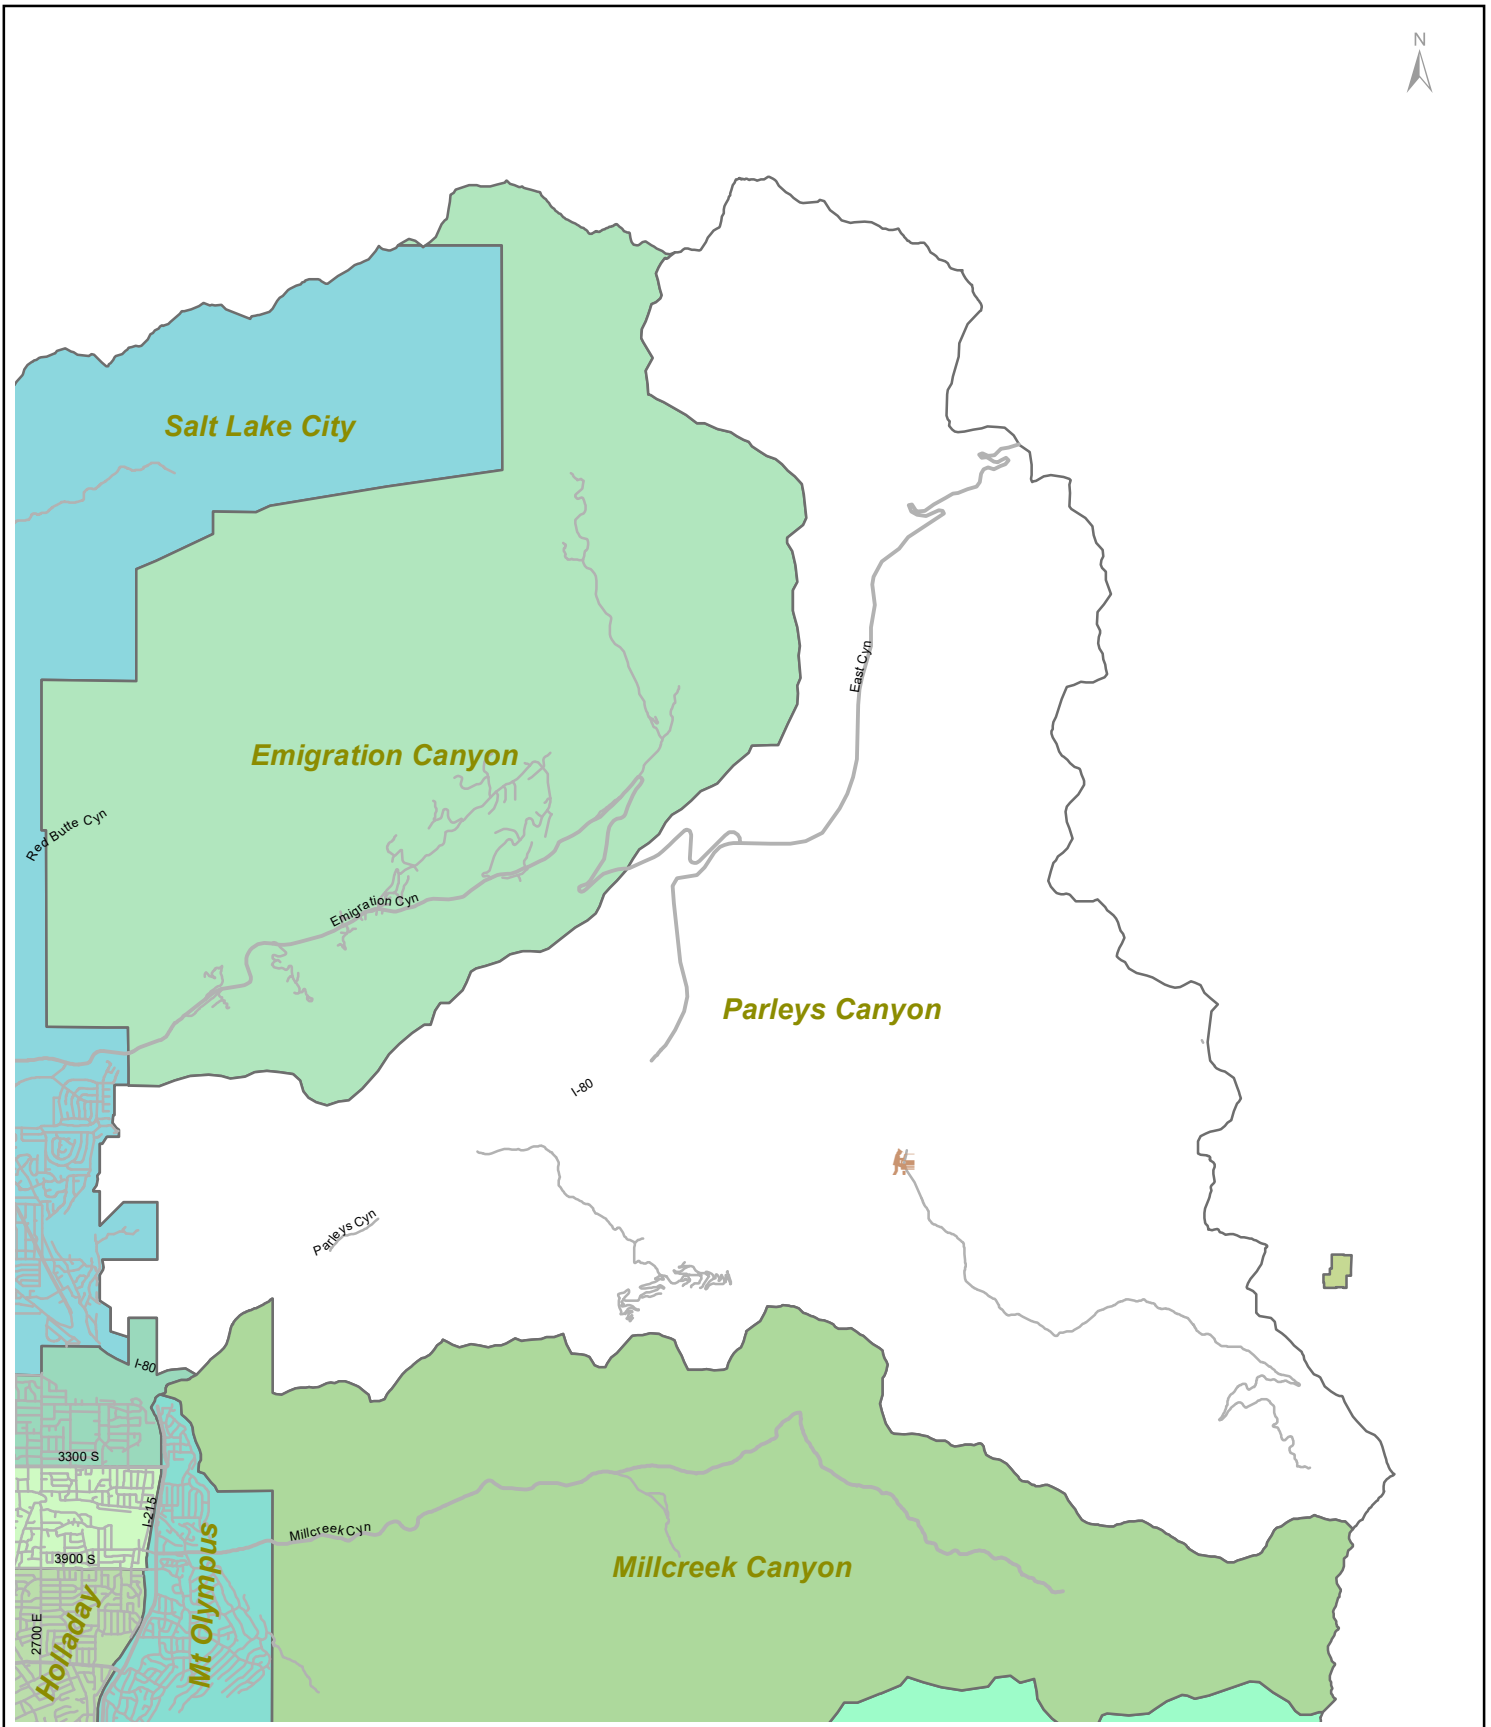 N
Salt Lake City
East Cyn
Emigration Canyon
Red Butte Cyn
Emigration Cyn
Parleys Canyon
I-80
Parleys Cyn
I-80
3300 S
I-215
Millcreek Cyn
3900 S
Millcreek Canyon
2700 E
Holladay
Mt Olympus